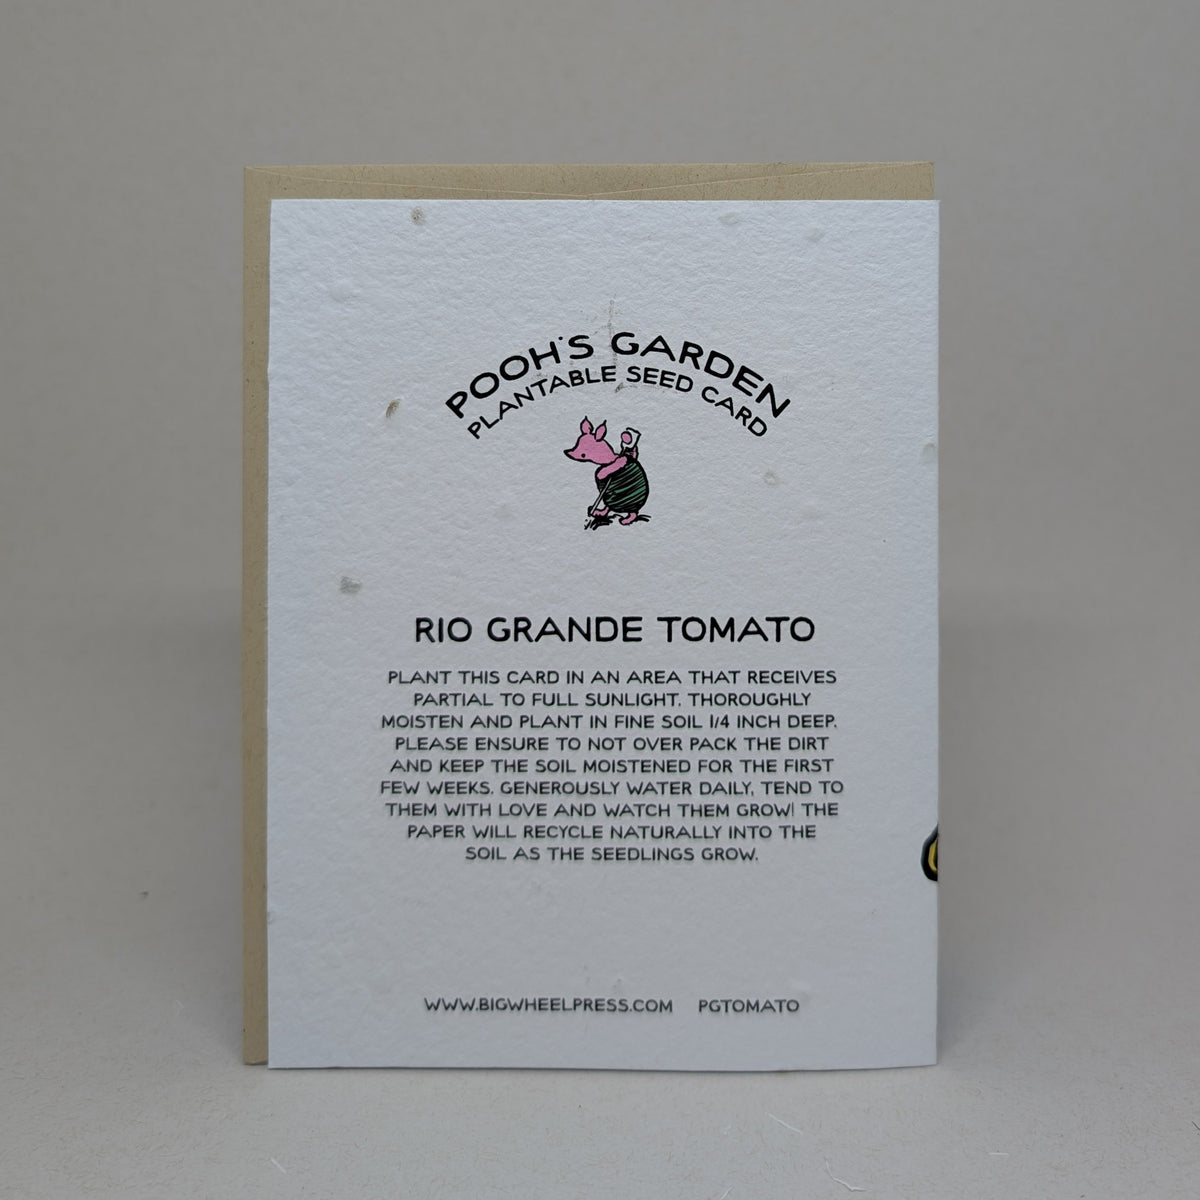 POOH'S GARDEN
PLANTABLE SEED CARD
RIO GRANDE TOMATO
PLANT THIS CARD IN AN AREA THAT RECEIVES
PARTIAL TO FULL SUNLIGHT. THOROUGHLY
MOISTEN AND PLANT IN FINE SOIL 1/4 INCH DEEP.
PLEASE ENSURE TO NOT OVER PACK THE DIRT
AND KEEP THE SOIL MOISTENED FOR THE FIRST
FEW WEEKS. GENEROUSLY WATER DAILY, TEND TO
THEM WITH LOVE AND WATCH THEM GROW! THE
PAPER WILL RECYCLE NATURALLY INTO THE
SOIL AS THE SEEDLINGS GROW.
WWW.BIGWHEELPRESS.COM PGTOMATO